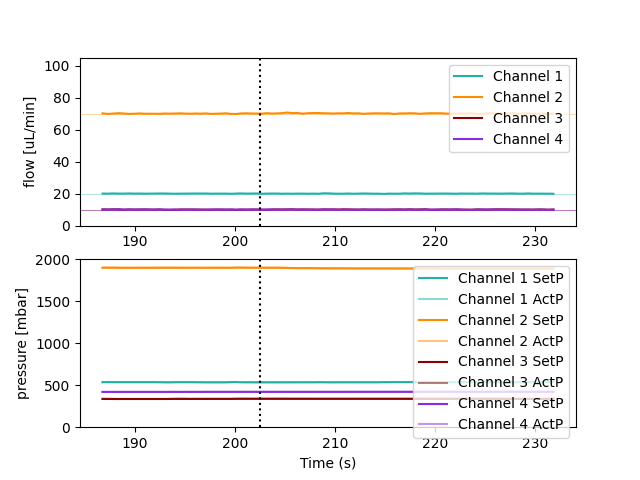 100
80
60
40
20
0
flow [uL/min]
Channel 1
Channel 2
Channel 3
Channel 4
190
200
210
220
230
2000
1500
1000
500
0
pressure [mbar]
Channel 1 SetP
Channel 1 ActP
Channel 2 SetP
Channel 2 ActP
Channel 3 SetP
Channel 3 ActP
Channel 4 SetP
Channel 4 ActP
190
200
210
220
230
Time (s)